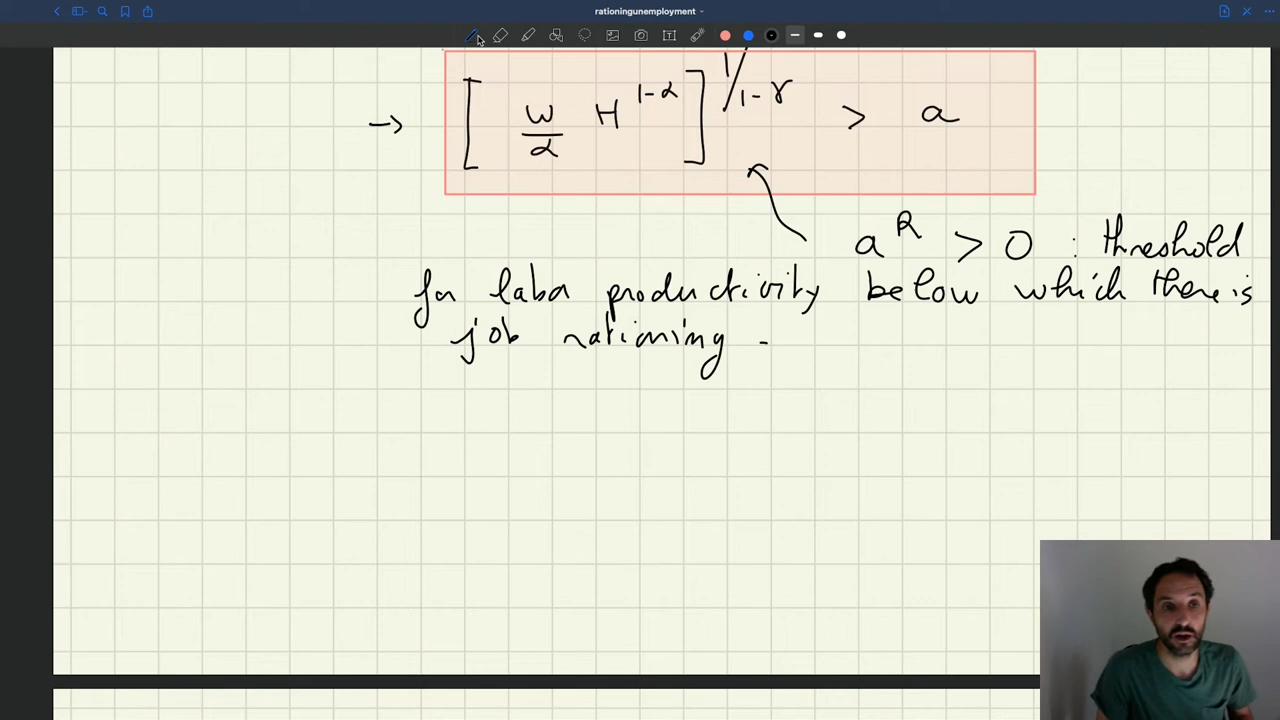 rationingunemployment
→ [ w/α H^{1-α} ]^{1/1-γ} > a
a^R > 0 : threshold
for labor productivity below which there is
job rationing -